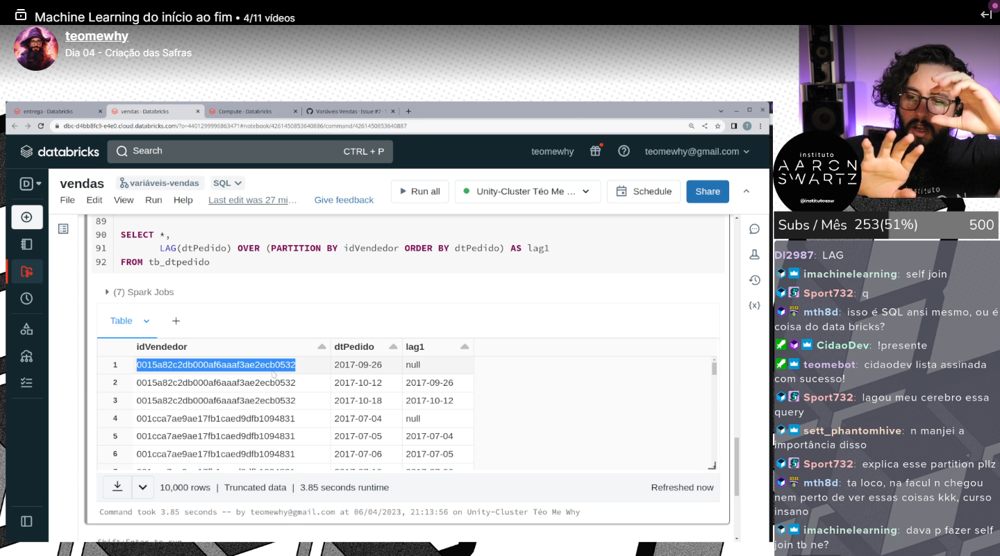 Machine Learning do início ao fim • 4/11 vídeos
teomewhy
Dia 04 - Criação das Safras
entrega - Databricks
vendas - Databricks
Compute - Databricks
Variáveis Vendas · Issue #7 ·
dbc-d4bb8fc9-e4e0.cloud.databricks.com/?o=4401299996863471#notebook/4261450853640886/command/4261450853640887
databricks
Search
CTRL + P
teomewhy
teomewhy@gmail.com
D
vendas
variáveis-vendas
SQL
Run all
Unity-Cluster Téo Me ...
Schedule
Share
File Edit View Run Help Last edit was 27 mi... Give feedback
89
90 SELECT *,
91 LAG(dtPedido) OVER (PARTITION BY idVendedor ORDER BY dtPedido) AS lag1
92 FROM tb_dtpedido
(7) Spark Jobs
Table
idVendedor dtPedido lag1
1 0015a82c2db000af6aaaf3ae2ecb0532 2017-09-26 null
2 0015a82c2db000af6aaaf3ae2ecb0532 2017-10-12 2017-09-26
3 0015a82c2db000af6aaaf3ae2ecb0532 2017-10-18 2017-10-12
4 001cca7ae9ae17fb1caed9dfb1094831 2017-07-04 null
5 001cca7ae9ae17fb1caed9dfb1094831 2017-07-05 2017-07-04
6 001cca7ae9ae17fb1caed9dfb1094831 2017-07-06 2017-07-05
10,000 rows | Truncated data | 3.85 seconds runtime
Refreshed now
Command took 3.85 seconds -- by teomewhy@gmail.com at 06/04/2023, 21:13:56 on Unity-Cluster Téo Me Why
Shift+Enter to run
{x}
instituto
AARON
SWARTZ
@institutoasw
instituto
Subs / Mês 253(51%) 500
DI2987: LAG
imachinelearning: self join
Sport732: q
mth8d: isso é SQL ansi mesmo, ou é
coisa do data bricks?
CidaoDev: !presente
teomebot: cidaodev lista assinada
com sucesso!
Sport732: lagou meu cerebro essa
query
sett_phantomhive: n manjei a
importância disso
Sport732: explica esse partition pllz
mth8d: ta loco, na facul n chegou
nem perto de ver essas coisas kkk, curso
insano
imachinelearning: dava p fazer self
join tb ne?